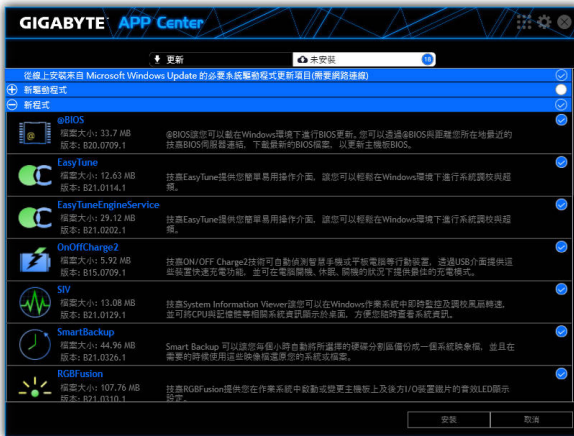 GIGABYTE APP Center
更新
未安裝 16
從線上安裝來自 Microsoft Windows Update 的必要系統驅動程式更新項目(需要網路連線)
新驅動程式
新程式
@BIOS
檔案大小: 33.7 MB
版本: B20.0709.1
@BIOS讓您可以載在Windows環境下進行BIOS更新。您可以透過@BIOS與距離您所在地最近的
技嘉BIOS伺服器連結，下載最新的BIOS檔案，以更新主機板BIOS。
EasyTune
檔案大小: 12.63 MB
版本: B21.0114.1
技嘉EasyTune提供您簡單易用操作介面，讓您可以輕鬆在Windows環境下進行系統調校與超
頻。
EasyTuneEngineService
檔案大小: 29.12 MB
版本: B21.0202.1
技嘉EasyTune提供您簡單易用操作介面，讓您可以輕鬆在Windows環境下進行系統調校與超
頻。
OnOffCharge2
檔案大小: 5.92 MB
版本: B15.0709.1
技嘉ON/OFF Charge2技術可自動偵測智慧手機或平板電腦等行動裝置，透過USB介面提供這
些裝置快速充電功能，並可在電腦開機、休眠、關機的狀況下提供最佳的充電模式。
SIV
檔案大小: 13.08 MB
版本: B21.0129.1
技嘉System Information Viewer讓您可以在Windows作業系統中即時監控及調校風扇轉速，
並可將CPU與記憶體等相關系統資訊顯示於桌面，方便您隨時查看系統資訊。
SmartBackup
檔案大小: 44.96 MB
版本: B21.0326.1
Smart Backup 可以讓您每個小時自動將所選擇的硬碟分割區備份成一個系統映象檔，並且在
需要的時候使用這些映像檔還原您的系統或檔案。
RGBFusion
檔案大小: 107.76 MB
版本: B21.0310.1
技嘉RGBFusion提供您在作業系統中啟動或變更主機板上及後方I/O裝置鐵片的音效LED顯示
設定。
安裝
取消